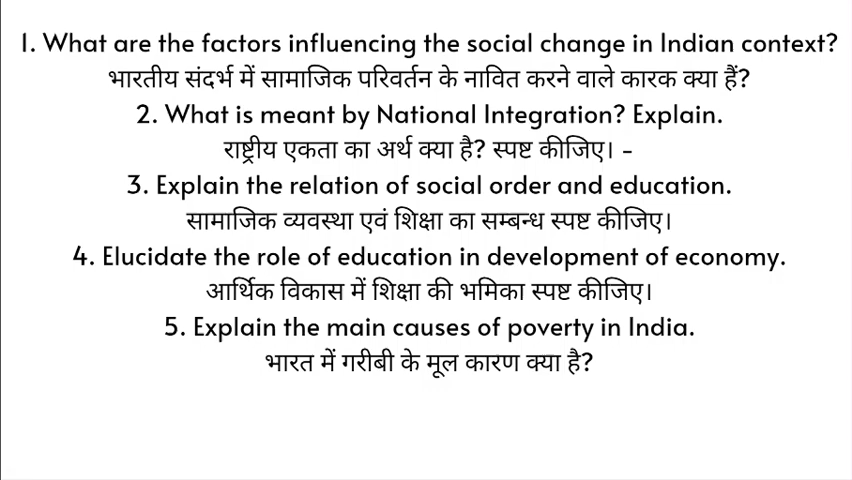 1. What are the factors influencing the social change in Indian context?
भारतीय संदर्भ में सामाजिक परिवर्तन के नावित करने वाले कारक क्या हैं?
2. What is meant by National Integration? Explain.
राष्ट्रीय एकता का अर्थ क्या है? स्पष्ट कीजिए। -
3. Explain the relation of social order and education.
सामाजिक व्यवस्था एवं शिक्षा का सम्बन्ध स्पष्ट कीजिए।
4. Elucidate the role of education in development of economy.
आर्थिक विकास में शिक्षा की भमिका स्पष्ट कीजिए।
5. Explain the main causes of poverty in India.
भारत में गरीबी के मूल कारण क्या है?